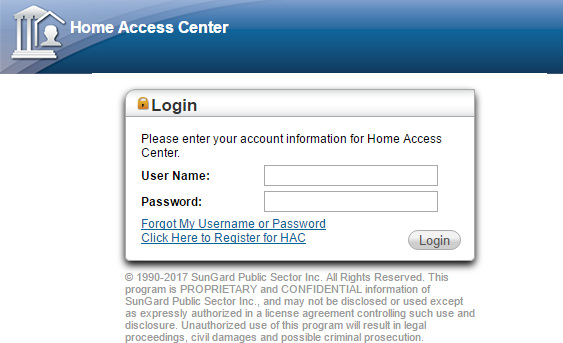 Home Access Center
Login
Please enter your account information for Home Access
Center.
User Name:
Password:
Forgot My Username or Password
Click Here to Register for HAC
Login
© 1990-2017 SunGard Public Sector Inc. All Rights Reserved. This
program is PROPRIETARY and CONFIDENTIAL information of
SunGard Public Sector Inc., and may not be disclosed or used except
as expressly authorized in a license agreement controlling such use and
disclosure. Unauthorized use of this program will result in legal
proceedings, civil damages and possible criminal prosecution.